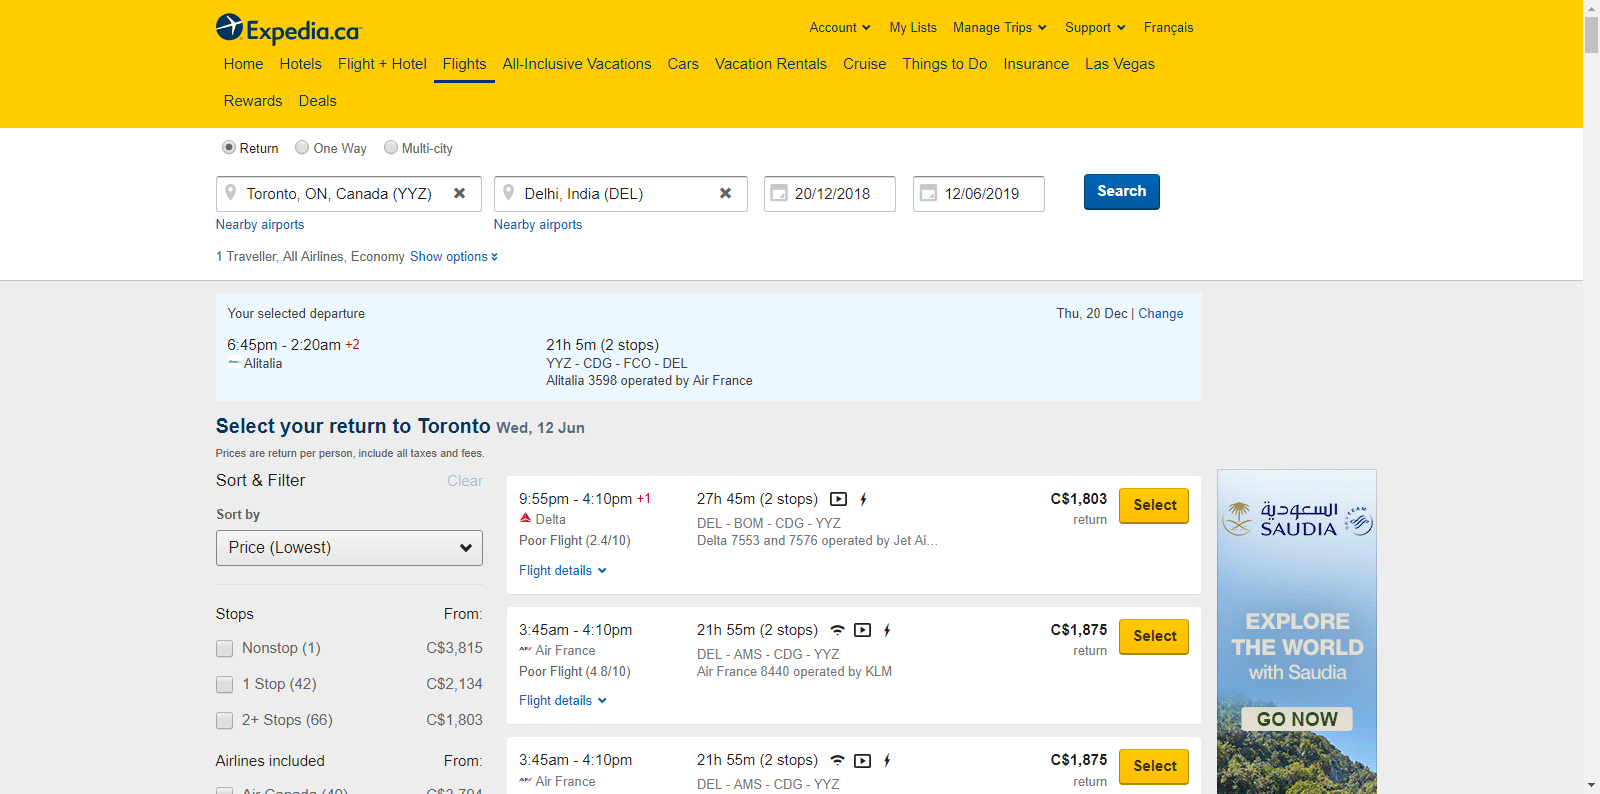 Expedia.ca
Account
My Lists
Manage Trips
Support
Français
Home
Hotels
Flight + Hotel
Flights
All-Inclusive Vacations
Cars
Vacation Rentals
Cruise
Things to Do
Insurance
Las Vegas
Rewards
Deals
Return
One Way
Multi-city
Toronto, ON, Canada (YYZ)
Delhi, India (DEL)
20/12/2018
12/06/2019
Search
Nearby airports
Nearby airports
1 Traveller, All Airlines, Economy Show options
Your selected departure
Thu, 20 Dec | Change
6:45pm - 2:20am +2
21h 5m (2 stops)
Alitalia
YYZ - CDG - FCO - DEL
Alitalia 3598 operated by Air France
Select your return to Toronto Wed, 12 Jun
Prices are return per person, include all taxes and fees.
Sort & Filter
Clear
Sort by
Price (Lowest)
Stops
From:
Nonstop (1)
C$3,815
1 Stop (42)
C$2,134
2+ Stops (66)
C$1,803
Airlines included
From:
Air Canada (40)
C$3,794
9:55pm - 4:10pm +1
27h 45m (2 stops)
C$1,803
Select
Delta
DEL - BOM - CDG - YYZ
return
Poor Flight (2.4/10)
Delta 7553 and 7576 operated by Jet Ai...
Flight details
3:45am - 4:10pm
21h 55m (2 stops)
C$1,875
Select
Air France
DEL - AMS - CDG - YYZ
return
Poor Flight (4.8/10)
Air France 8440 operated by KLM
Flight details
3:45am - 4:10pm
21h 55m (2 stops)
C$1,875
Select
Air France
DEL - AMS - CDG - YYZ
return
السعودية
SAUDIA
SKYTEAM
EXPLORE
THE WORLD
with Saudia
GO NOW